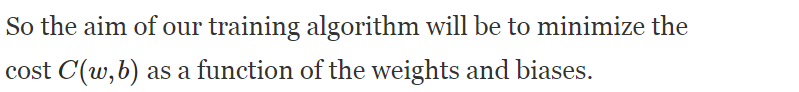 So the aim of our training algorithm will be to minimize the
cost C(w,b) as a function of the weights and biases.